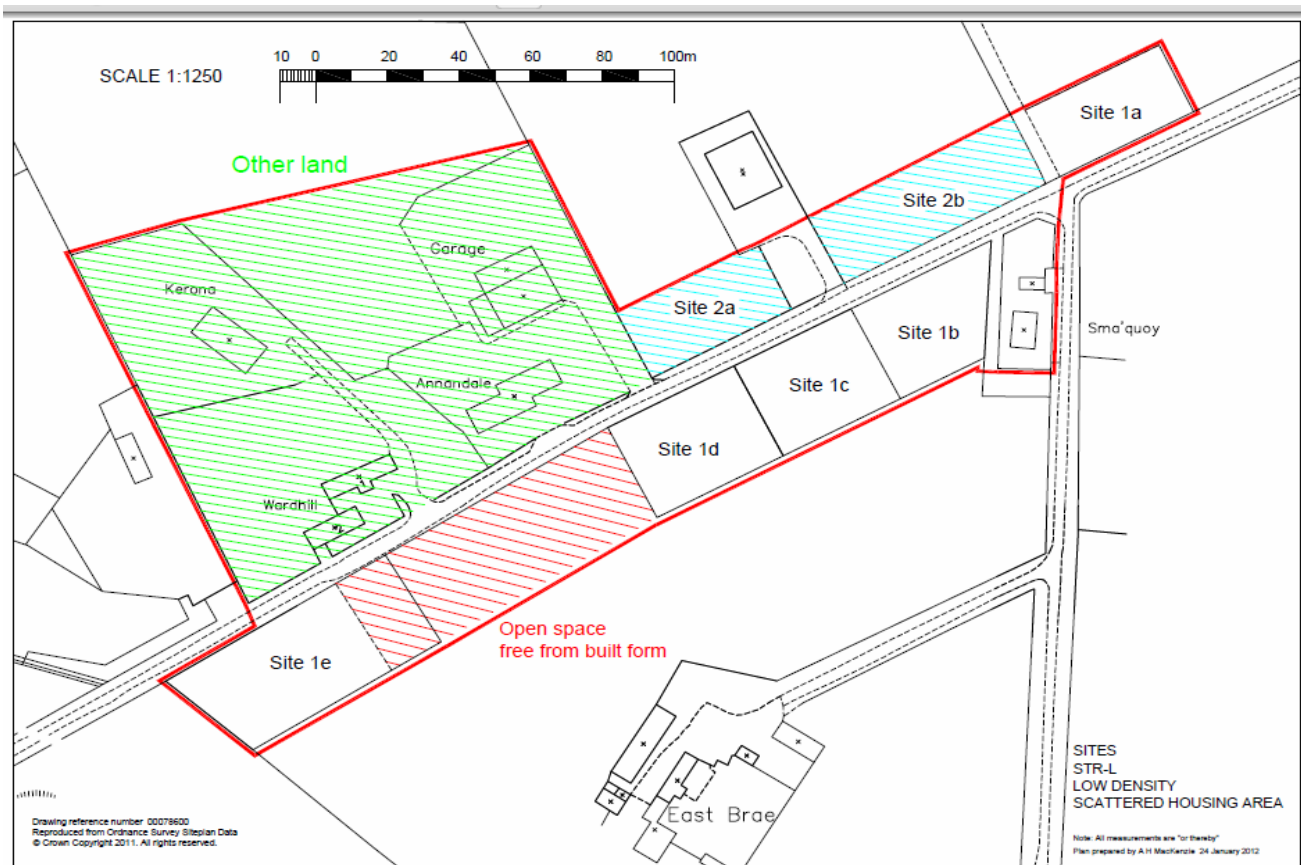 SCALE 1:1250
10 0 20 40 60 80 100m
Site 1a
Other land
Site 2b
Garage
Kerona
Site 2a
Site 1b
Sma'quoy
Annandale
Site 1c
Site 1d
Wardhill
1
2
Open space
free from built form
Site 1e
East Brae
SITES
STR-L
LOW DENSITY
SCATTERED HOUSING AREA
Drawing reference number 00078600
Reproduced from Ordnance Survey Siteplan Data
© Crown Copyright 2011. All rights reserved.
Note: All measurements are "or thereby"
Plan prepared by A H MacKenzie 24 January 2012